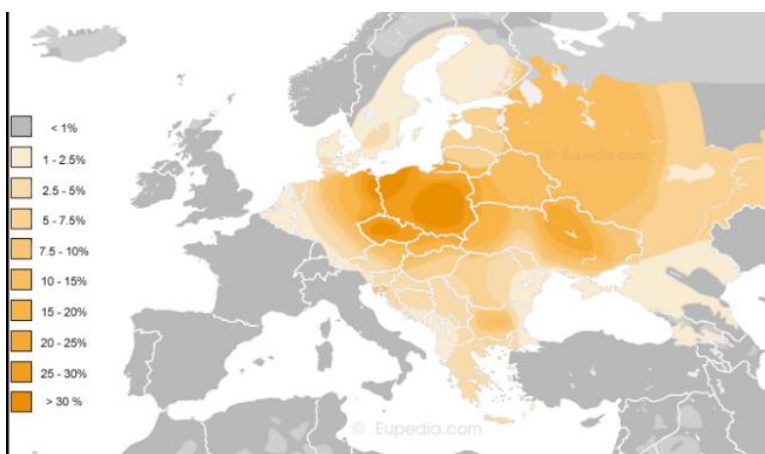 < 1%
1 - 2.5%
2.5 - 5%
5 - 7.5%
7.5 - 10%
10 - 15%
15 - 20%
20 - 25%
25 - 30%
> 30 %
© Eupedia.com
© Eupedia.com